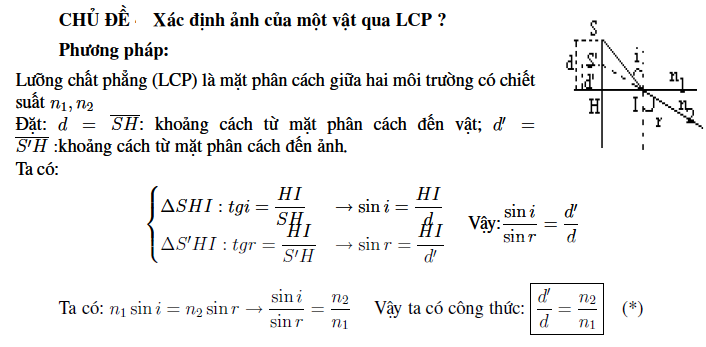 CHỦ ĐỀ    Xác định ảnh của một vật qua LCP ?
Phương pháp:
Lưỡng chất phẳng (LCP) là mặt phân cách giữa hai môi trường có chiết
suất n₁, n₂
Đặt: d = S̅H̅: khoảng cách từ mặt phân cách đến vật; d′ =
S̅′H̅ :khoảng cách từ mặt phân cách đến ảnh.
Ta có:
{ ΔSHI : tgi = HI/SH → sin i = HI/d
ΔS′HI : tgr = HI/S′H → sin r = HI/d′
Vậy: sin i/sin r = d′/d
Ta có: n₁ sin i = n₂ sin r → sin i/sin r = n₂/n₁ Vậy ta có công thức: d′/d = n₂/n₁ (*)
S
d
S'
d'
i
n₁
H
I
n₂
r